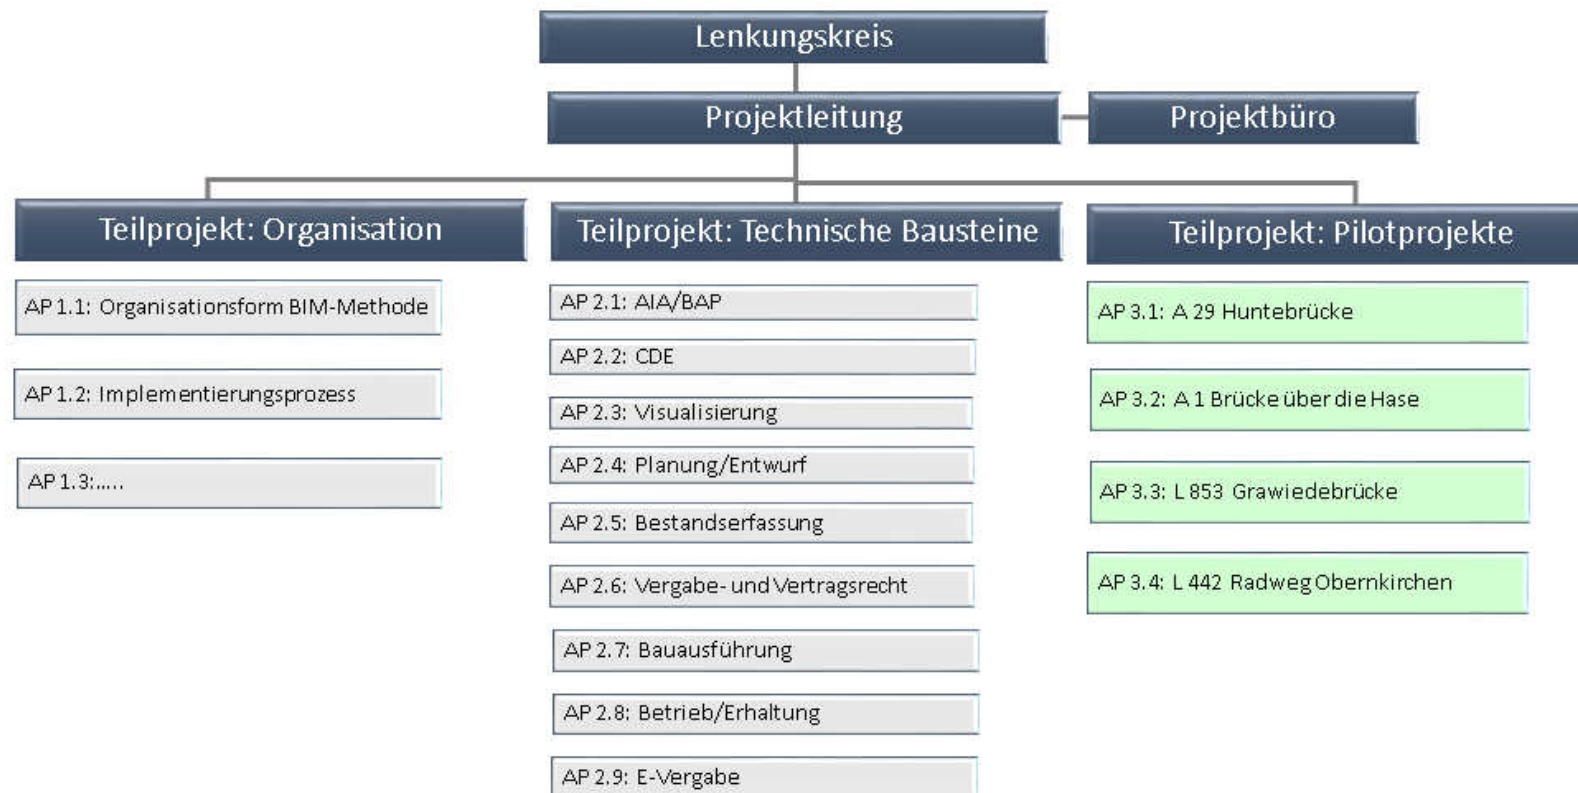 Lenkungskreis
Projektleitung
Projektbüro
Teilprojekt: Organisation
AP 1.1: Organisationsform BIM-Methode
AP 1.2: Implementierungsprozess
AP 1.3:.....
Teilprojekt: Technische Bausteine
AP 2.1: AIA/BAP
AP 2.2: CDE
AP 2.3: Visualisierung
AP 2.4: Planung/Entwurf
AP 2.5: Bestandserfassung
AP 2.6: Vergabe- und Vertragsrecht
AP 2.7: Bauausführung
AP 2.8: Betrieb/Erhaltung
AP 2.9: E-Vergabe
Teilprojekt: Pilotprojekte
AP 3.1: A 29 Huntebrücke
AP 3.2: A 1 Brücke über die Hase
AP 3.3: L 853 Grawiedebrücke
AP 3.4: L 442 Radweg Obernkirchen